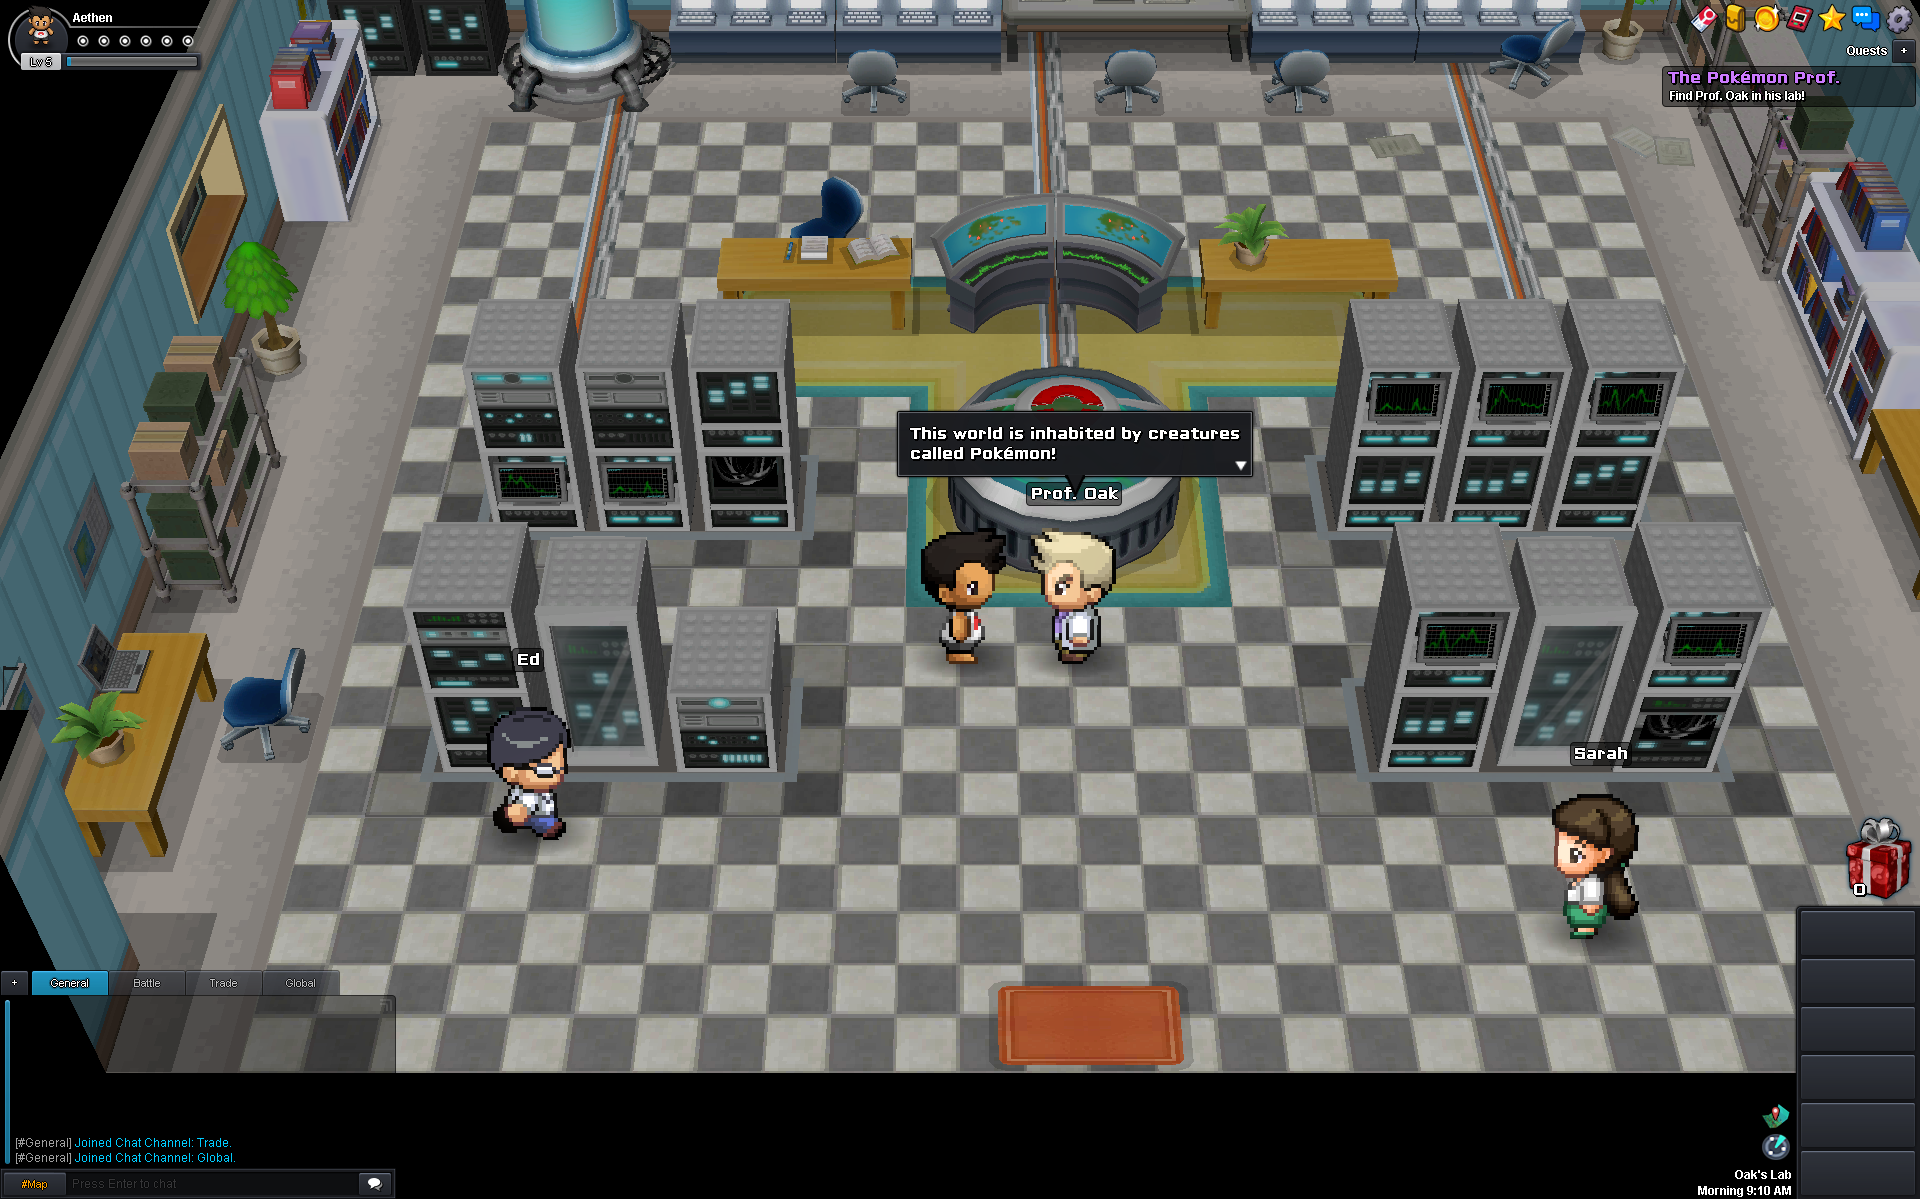 Aethen
Lv 5
Quests +
The Pokémon Prof.
Find Prof. Oak in his lab!
This world is inhabited by creatures
called Pokémon!
Prof. Oak
Ed
Sarah
0
+ General Battle Trade Global
[#General] Joined Chat Channel: Trade.
[#General] Joined Chat Channel: Global.
#Map Press Enter to chat
Oak's Lab
Morning 9:10 AM